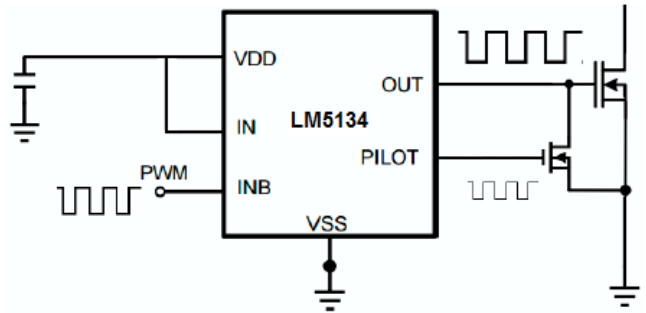 VDD
OUT
LM5134
IN
PILOT
PWM
INB
VSS